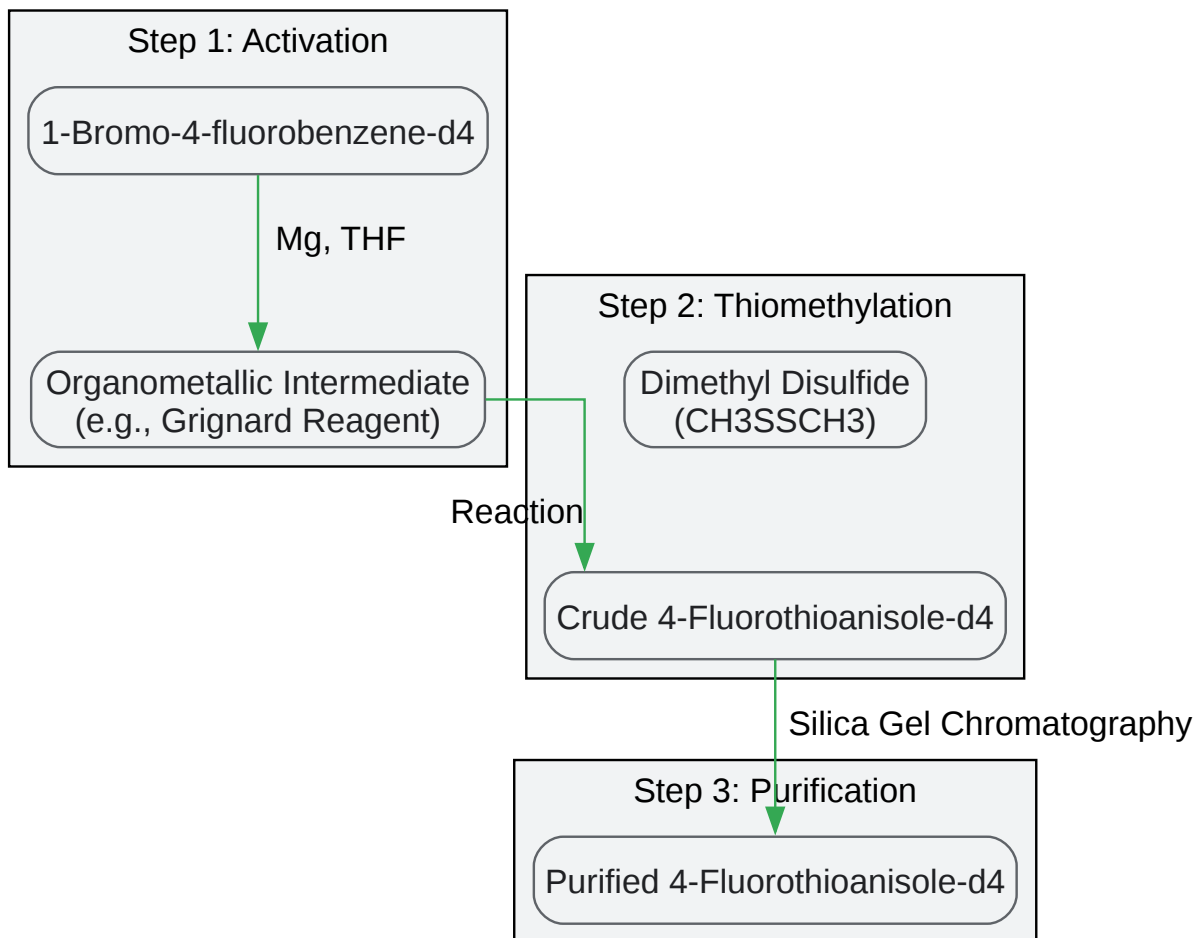 Step 1: Activation
1-Bromo-4-fluorobenzene-d4
Mg, THF
Organometallic Intermediate
(e.g., Grignard Reagent)
Step 2: Thiomethylation
Dimethyl Disulfide
(CH3SSCH3)
Reaction
Crude 4-Fluorothioanisole-d4
Silica Gel Chromatography
Step 3: Purification
Purified 4-Fluorothioanisole-d4